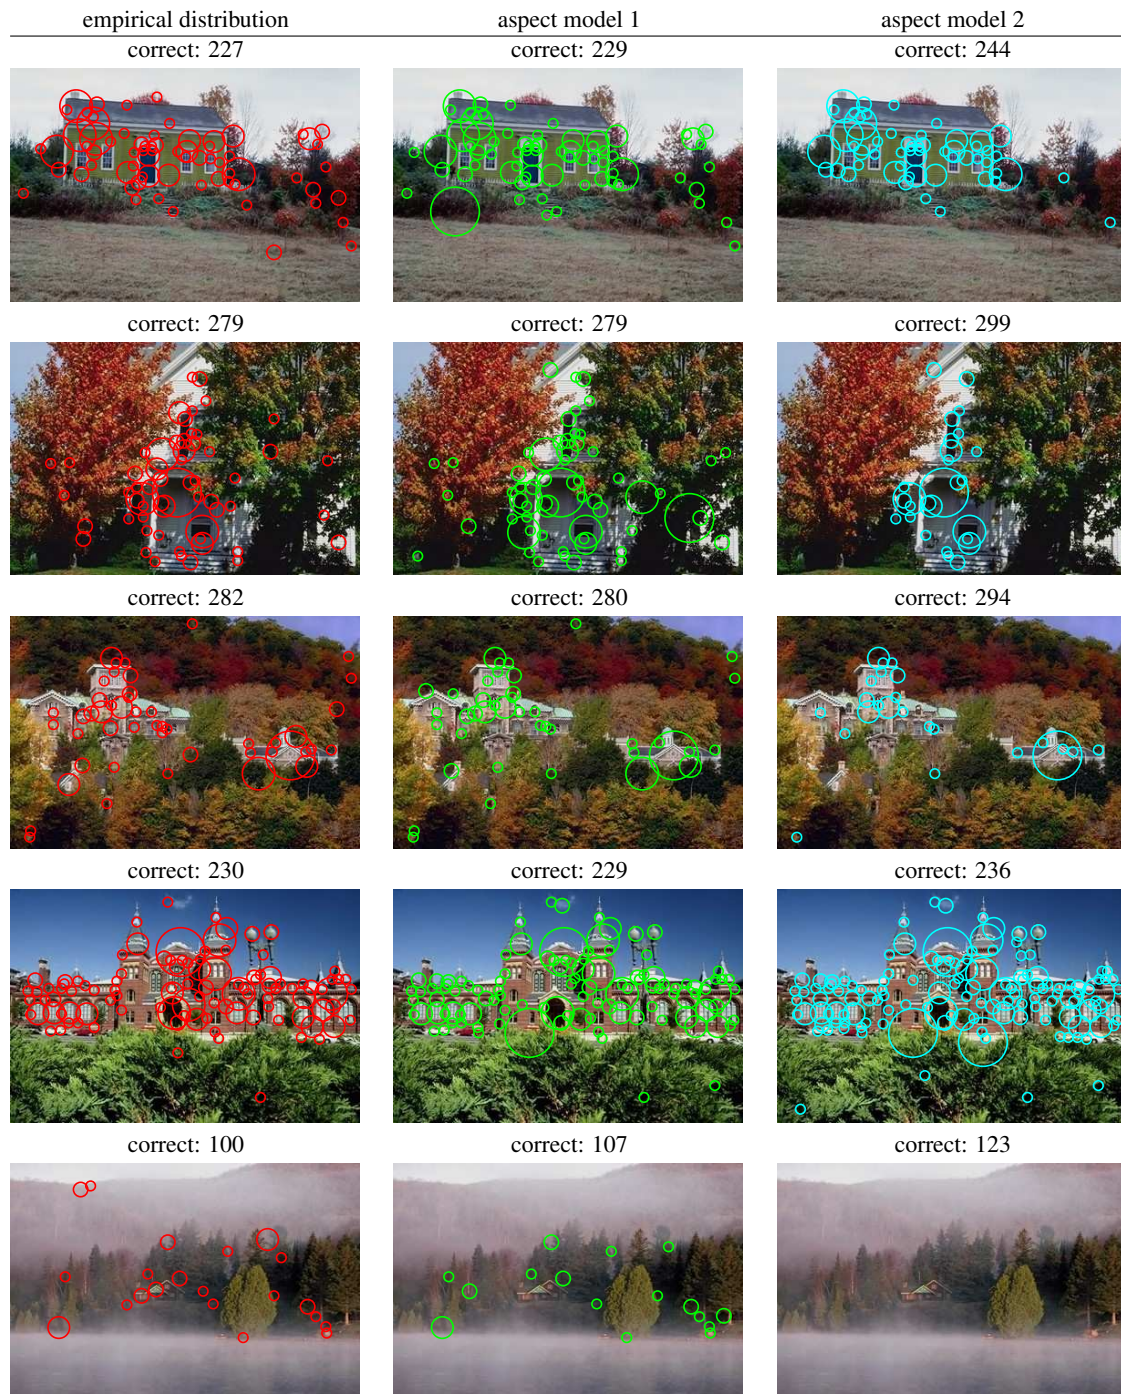 empirical distribution aspect model 1 aspect model 2
correct: 227 correct: 229 correct: 244
correct: 279 correct: 279 correct: 299
correct: 282 correct: 280 correct: 294
correct: 230 correct: 229 correct: 236
correct: 100 correct: 107 correct: 123